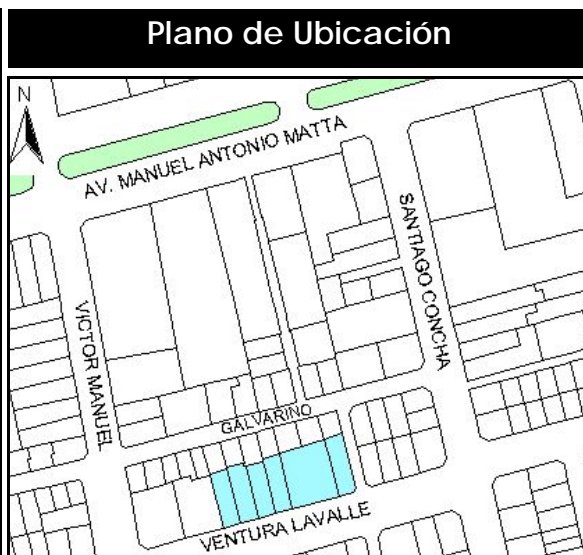 Plano de Ubicación
N
AV. MANUEL ANTONIO MATTA
SANTIAGO CONCHA
VICTOR MANUEL
GALVARINO
VENTURA LAVALLE